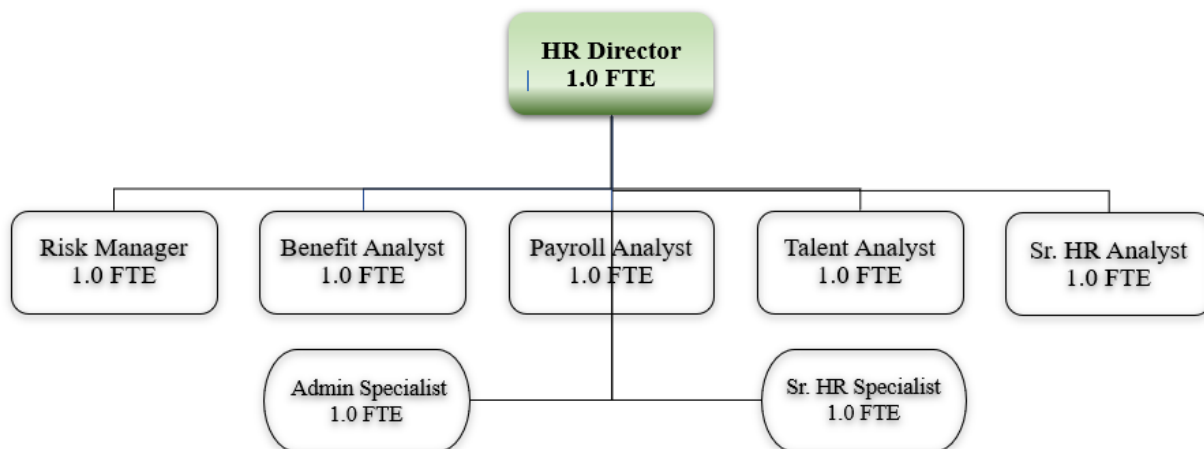 HR Director
1.0 FTE
Risk Manager
1.0 FTE
Benefit Analyst
1.0 FTE
Payroll Analyst
1.0 FTE
Talent Analyst
1.0 FTE
Sr. HR Analyst
1.0 FTE
Admin Specialist
1.0 FTE
Sr. HR Specialist
1.0 FTE